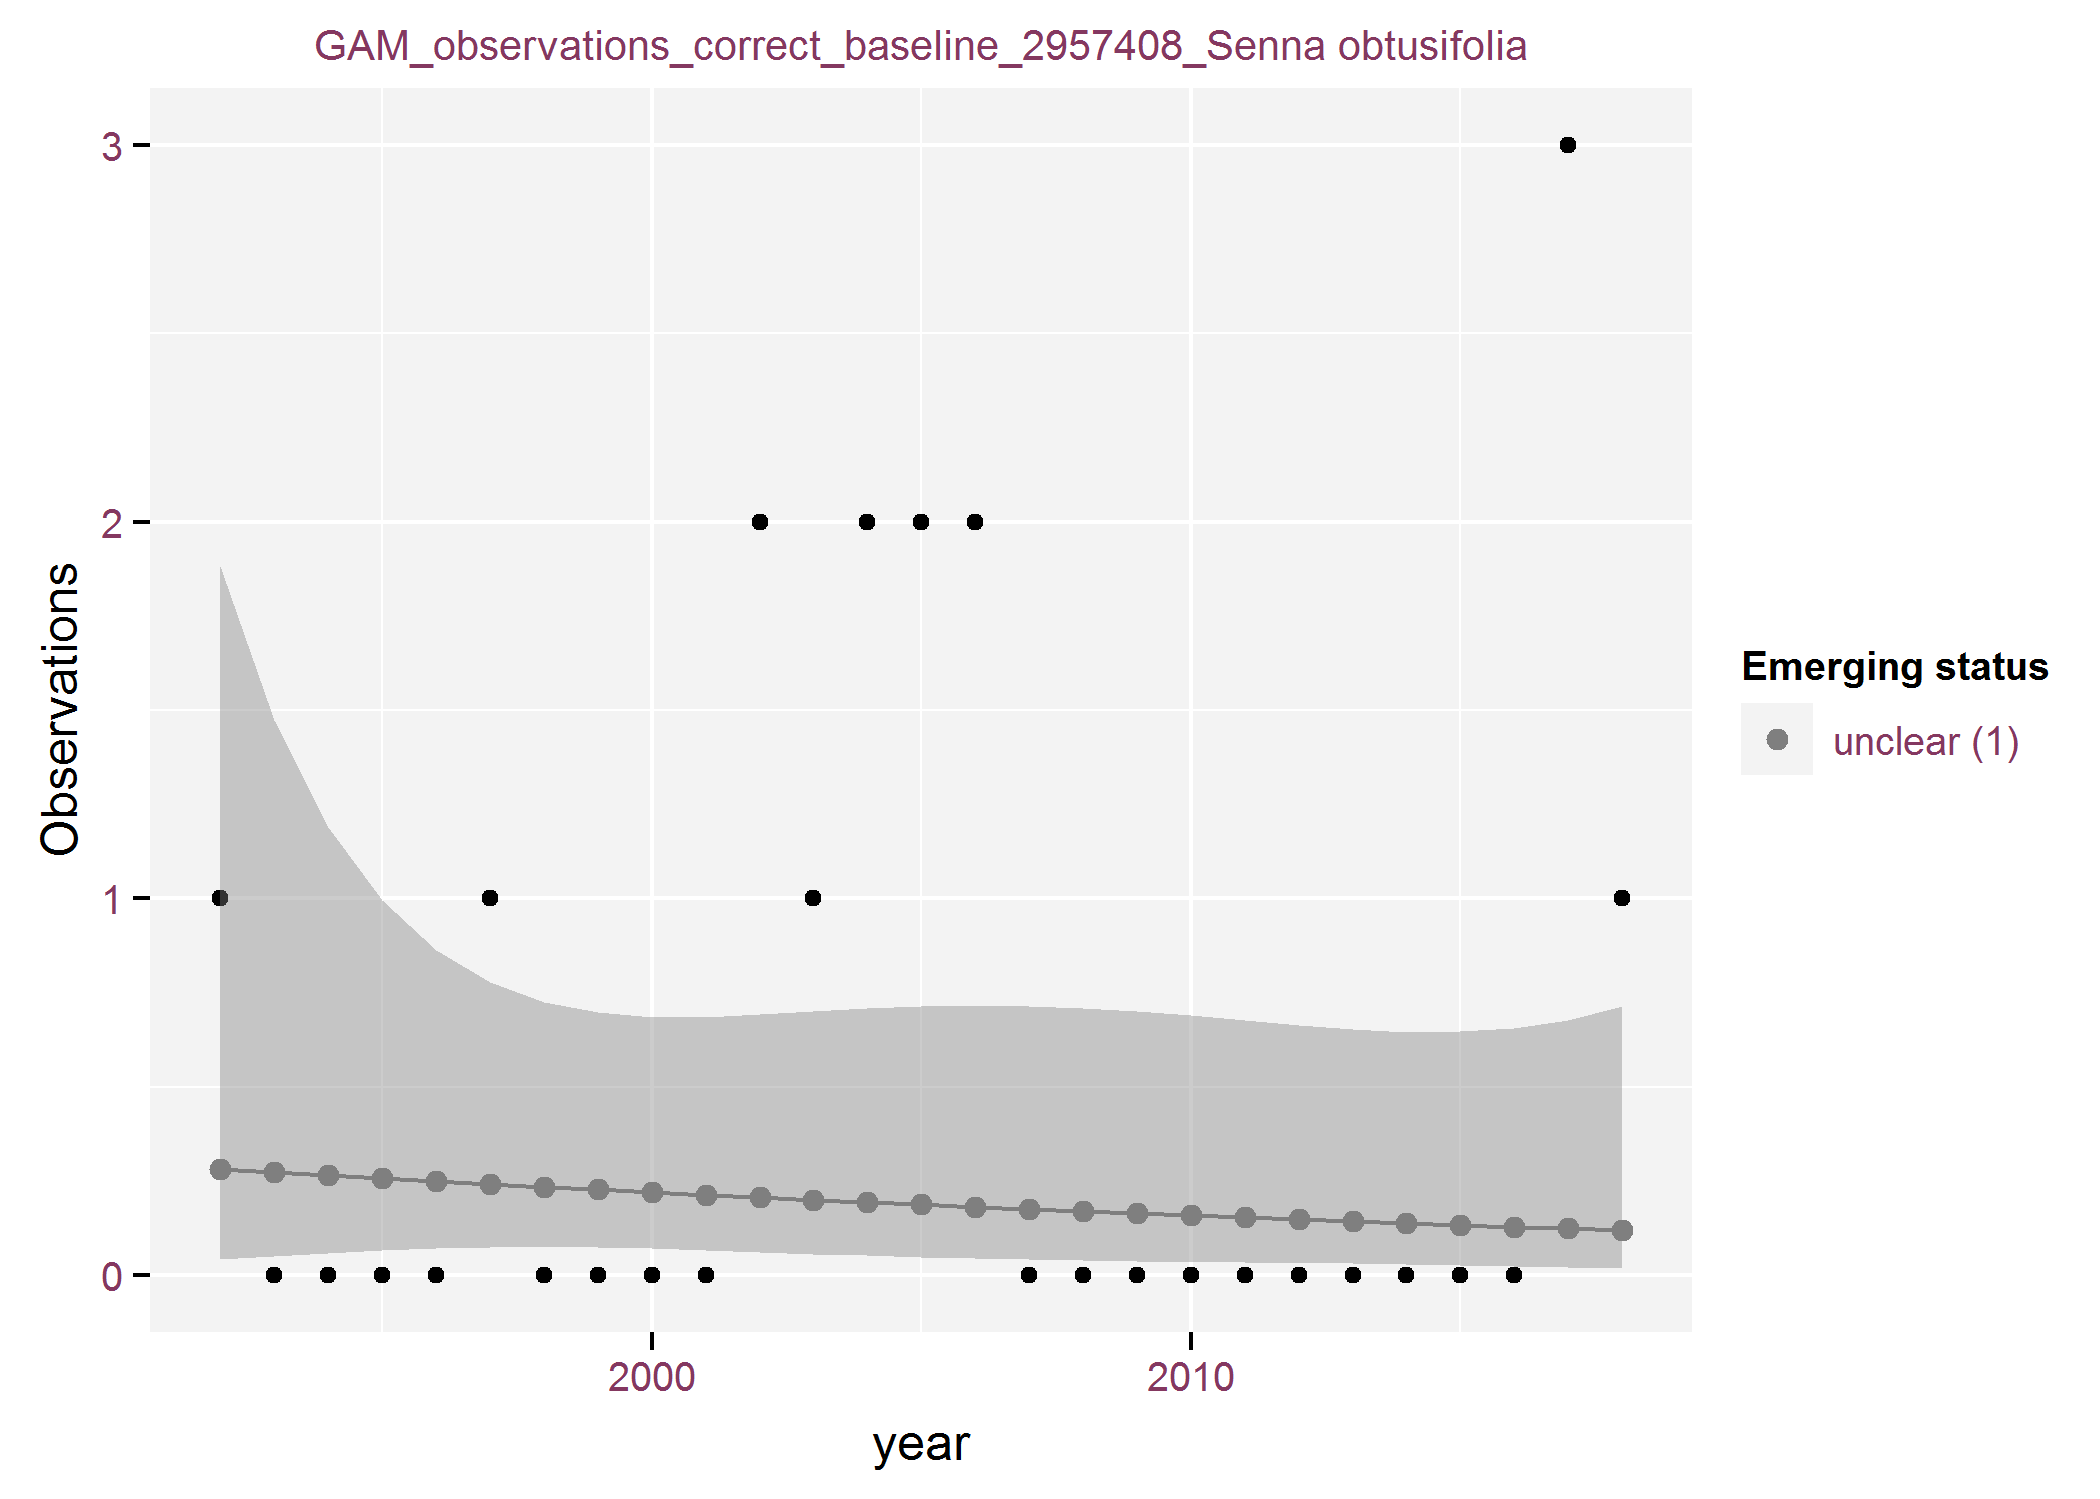 GAM_observations_correct_baseline_2957408_Senna obtusifolia
3
2
1
0
Observations
2000
2010
year
Emerging status
unclear (1)